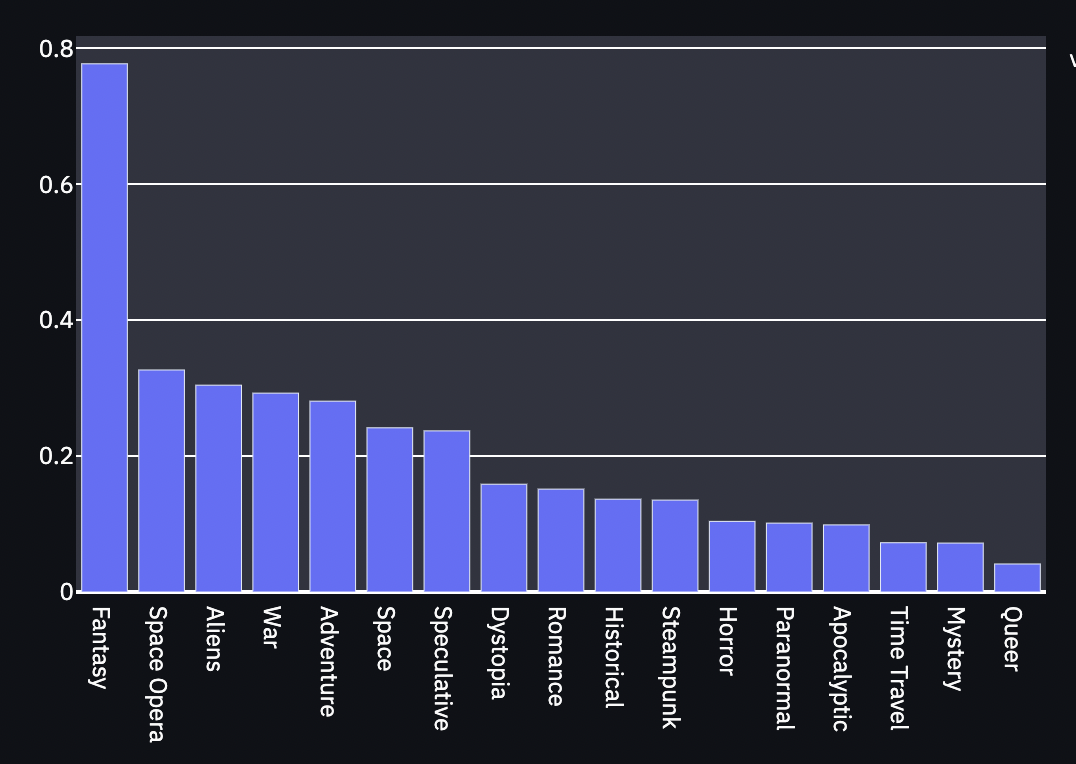 0.8
0.6
0.4
0.2
0
Fantasy
Space Opera
Aliens
War
Adventure
Space
Speculative
Dystopia
Romance
Historical
Steampunk
Horror
Paranormal
Apocalyptic
Time Travel
Mystery
Queer